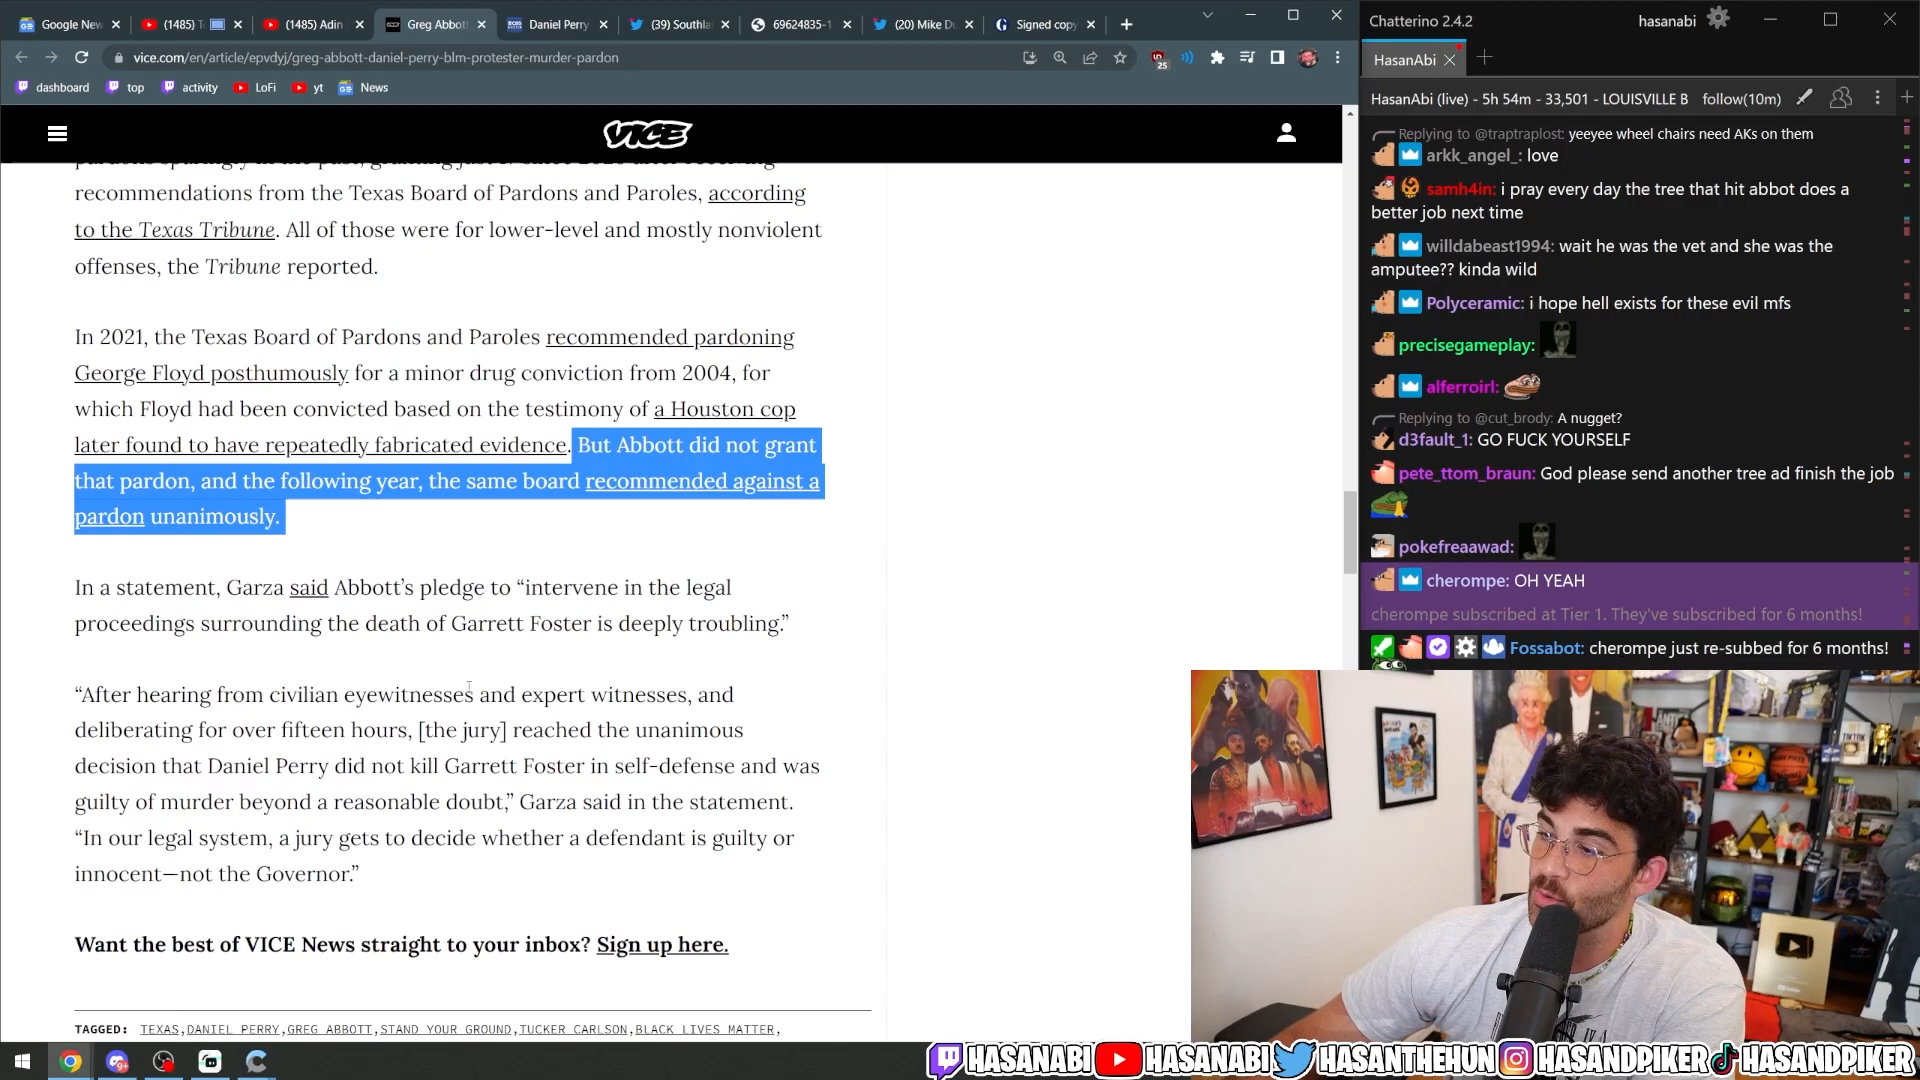 Google New
(1485) T
(1485) Adin
Greg Abbot
Daniel Perry
(39) Southla
69624835-1
(20) Mike D
Signed copy
vice.com/en/article/epvdyj/greg-abbott-daniel-perry-blm-protester-murder-pardon
25
dashboard
top
activity
LoFi
yt
News
VICE
recommendations from the Texas Board of Pardons and Paroles, according
to the Texas Tribune. All of those were for lower-level and mostly nonviolent
offenses, the Tribune reported.
In 2021, the Texas Board of Pardons and Paroles recommended pardoning
George Floyd posthumously for a minor drug conviction from 2004, for
which Floyd had been convicted based on the testimony of a Houston cop
later found to have repeatedly fabricated evidence. But Abbott did not grant
that pardon, and the following year, the same board recommended against a
pardon unanimously.
In a statement, Garza said Abbott’s pledge to “intervene in the legal
proceedings surrounding the death of Garrett Foster is deeply troubling.”
“After hearing from civilian eyewitnesses and expert witnesses, and
deliberating for over fifteen hours, [the jury] reached the unanimous
decision that Daniel Perry did not kill Garrett Foster in self-defense and was
guilty of murder beyond a reasonable doubt,” Garza said in the statement.
“In our legal system, a jury gets to decide whether a defendant is guilty or
innocent—not the Governor.”
Want the best of VICE News straight to your inbox? Sign up here.
TAGGED: TEXAS, DANIEL PERRY, GREG ABBOTT, STAND YOUR GROUND, TUCKER CARLSON, BLACK LIVES MATTER,
Chatterino 2.4.2
hasanabi
HasanAbi
HasanAbi (live) - 5h 54m - 33,501 - LOUISVILLE B
follow(10m)
Replying to @traptraplost: yeeyee wheel chairs need AKs on them
arkk_angel_: love
samh4in: i pray every day the tree that hit abbot does a
better job next time
willdabeast1994: wait he was the vet and she was the
amputee?? kinda wild
Polyceramic: i hope hell exists for these evil mfs
precisegameplay:
alferroirl:
Replying to @cut_brody: A nugget?
d3fault_1: GO FUCK YOURSELF
pete_ttom_braun: God please send another tree ad finish the job
pokefreaawad:
cherompe: OH YEAH
cherompe subscribed at Tier 1. They've subscribed for 6 months!
Fossabot: cherompe just re-subbed for 6 months!
HASANABI
HASANABI
HASANTHEHUN
HASANDPIKER
HASANDPIKER